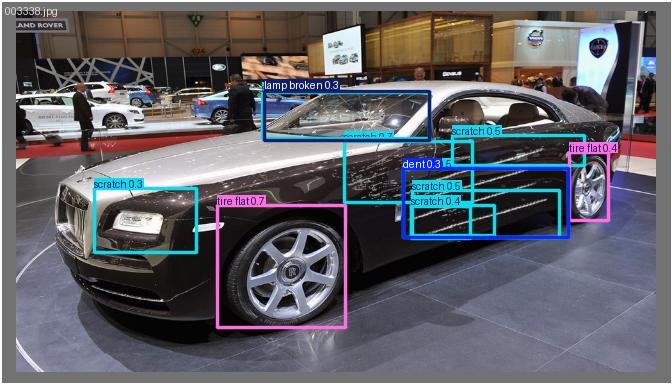 003338.jpg
LAND ROVER
lamp broken 0.3
scratch 0.7
scratch 0.5
tire flat 0.4
dent 0.3
scratch 0.3
scratch 0.5
tire flat 0.7
scratch 0.4